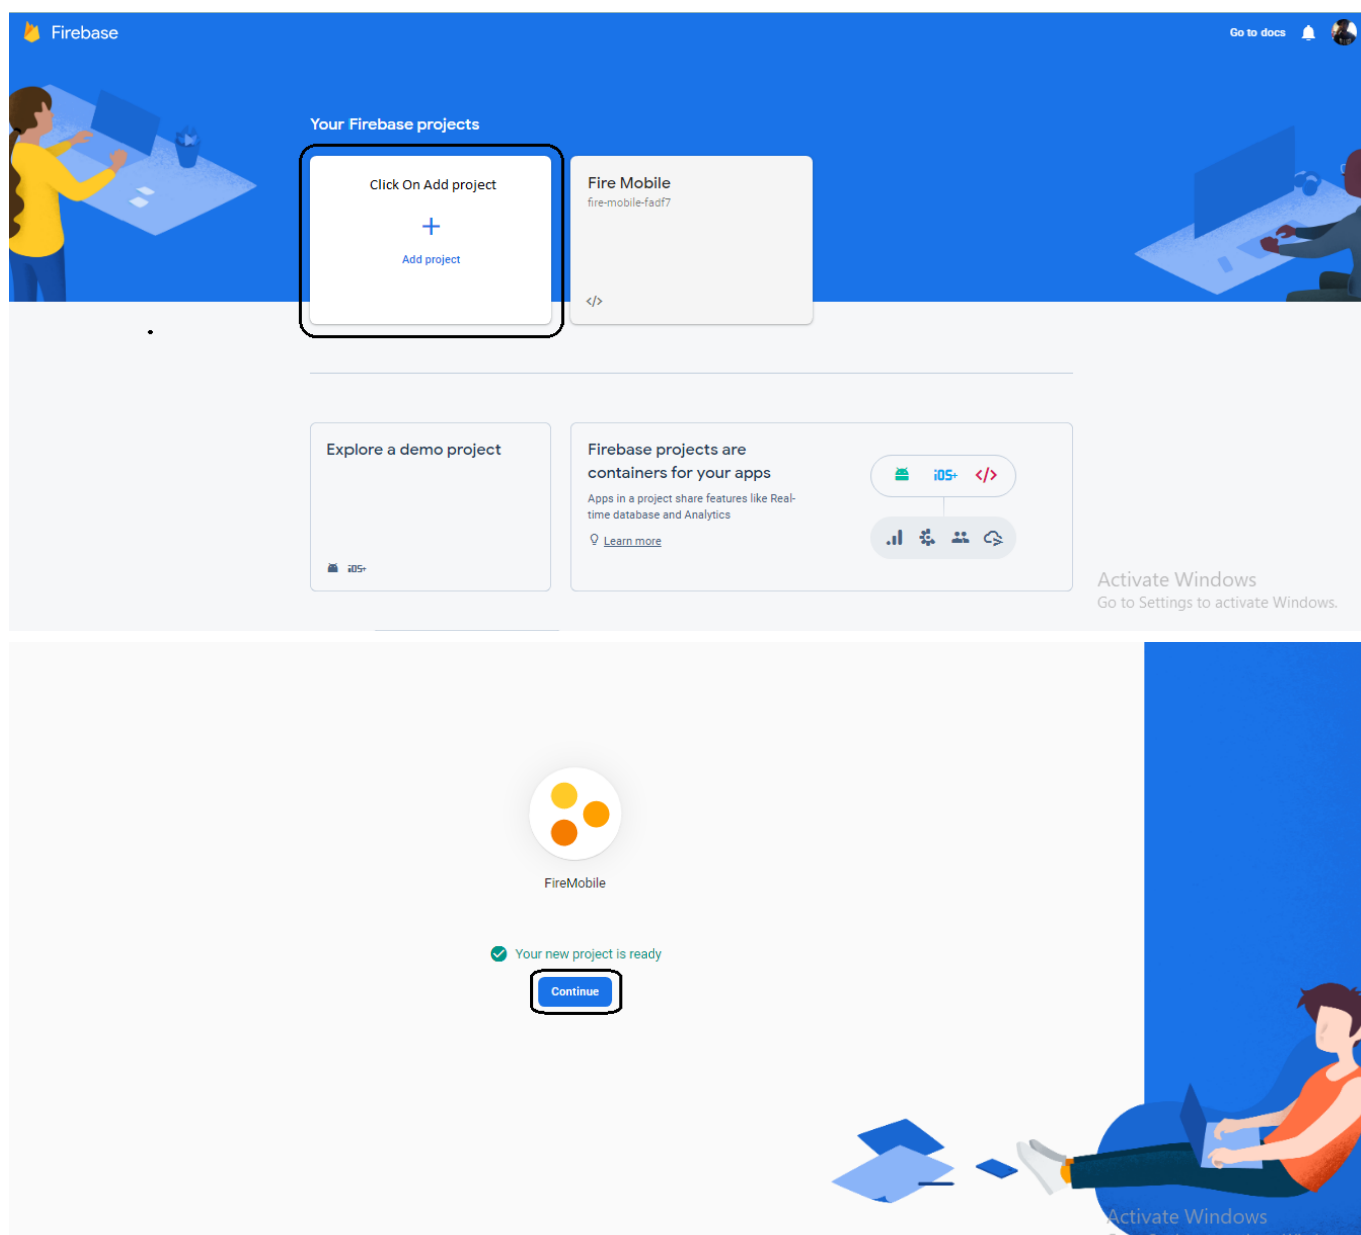 Firebase
Go to docs
Your Firebase projects
Click On Add project
+
Add project
Fire Mobile
fire-mobile-fadf7
</>
Explore a demo project
iOS+
Firebase projects are
containers for your apps
Apps in a project share features like Real-
time database and Analytics
Learn more
iOS+ </>
Activate Windows
Go to Settings to activate Windows.
FireMobile
Your new project is ready
Continue
Activate Windows